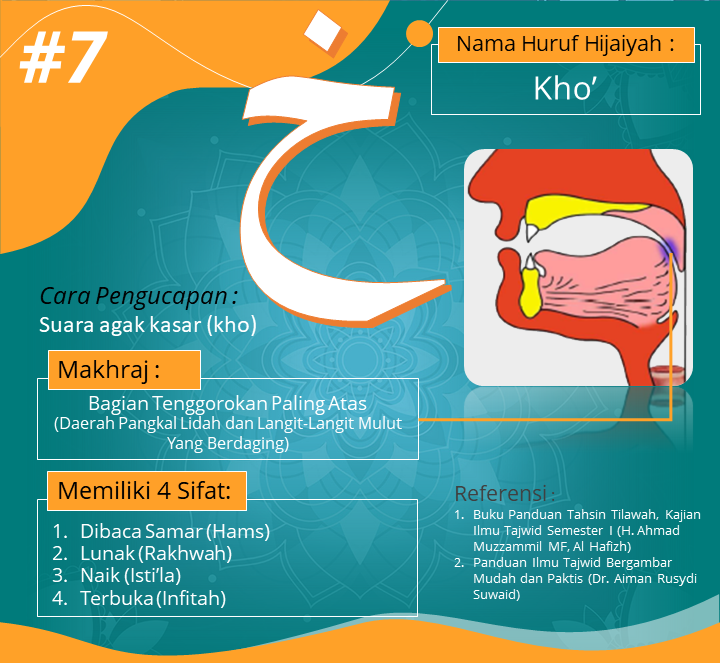 #7
خ
Nama Huruf Hijaiyah :
Kho’
Cara Pengucapan :
Suara agak kasar (kho)
Makhraj :
Bagian Tenggorokan Paling Atas
(Daerah Pangkal Lidah dan Langit-Langit Mulut
Yang Berdaging)
Memiliki 4 Sifat:
1. Dibaca Samar (Hams)
2. Lunak (Rakhwah)
3. Naik (Isti’la)
4. Terbuka (Infitah)
Referensi :
1. Buku Panduan Tahsin Tilawah, Kajian
Ilmu Tajwid Semester I (H. Ahmad
Muzzammil MF, Al Hafizh)
2. Panduan Ilmu Tajwid Bergambar
Mudah dan Paktis (Dr. Aiman Rusydi
Suwaid)